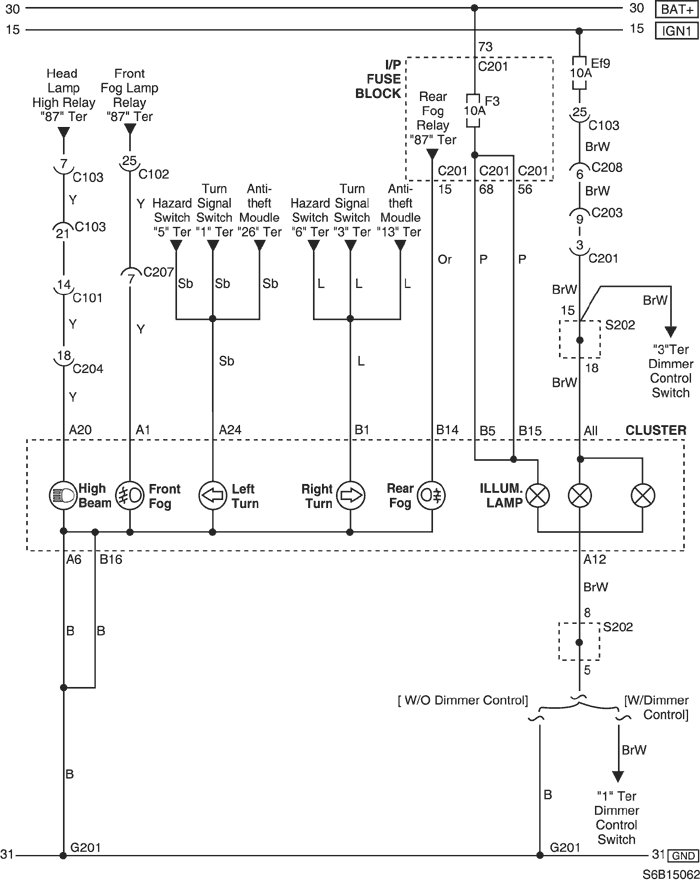 30
30
BAT+
15
15
IGN1
73
C201
I/P
FUSE
BLOCK
F3
10A
Ef9
10A
Head
Lamp
High Relay
"87" Ter
Front
Fog Lamp
Relay
"87" Ter
Rear
Fog
Relay
"87" Ter
25
C103
BrW
7
C103
25
C102
C201
C201
C201
15
68
56
6
C208
BrW
Y
Y
Hazard
Switch
"5" Ter
Turn
Signal
Switch
"1" Ter
Anti-
theft
Moudle
"26" Ter
Hazard
Switch
"6" Ter
Turn
Signal
Switch
"3" Ter
Anti-
theft
Moudle
"13" Ter
9
C203
21
C103
3
C201
Y
7
C207
Sb
Sb
Sb
L
L
L
Or
P
P
14
C101
BrW
BrW
15
S202
Y
Y
18
C204
Sb
L
18
"3"Ter
Dimmer
Control
Switch
BrW
Y
A20
A1
A24
B1
B14
B5
B15
All
CLUSTER
High
Beam
Front
Fog
Left
Turn
Right
Turn
Rear
Fog
ILLUM.
LAMP
A6
B16
A12
BrW
8
S202
B
B
5
[ W/O Dimmer Control]
[W/Dimmer
Control]
BrW
B
B
"1" Ter
Dimmer
Control
Switch
31
G201
G201
31
GND
S6B15062